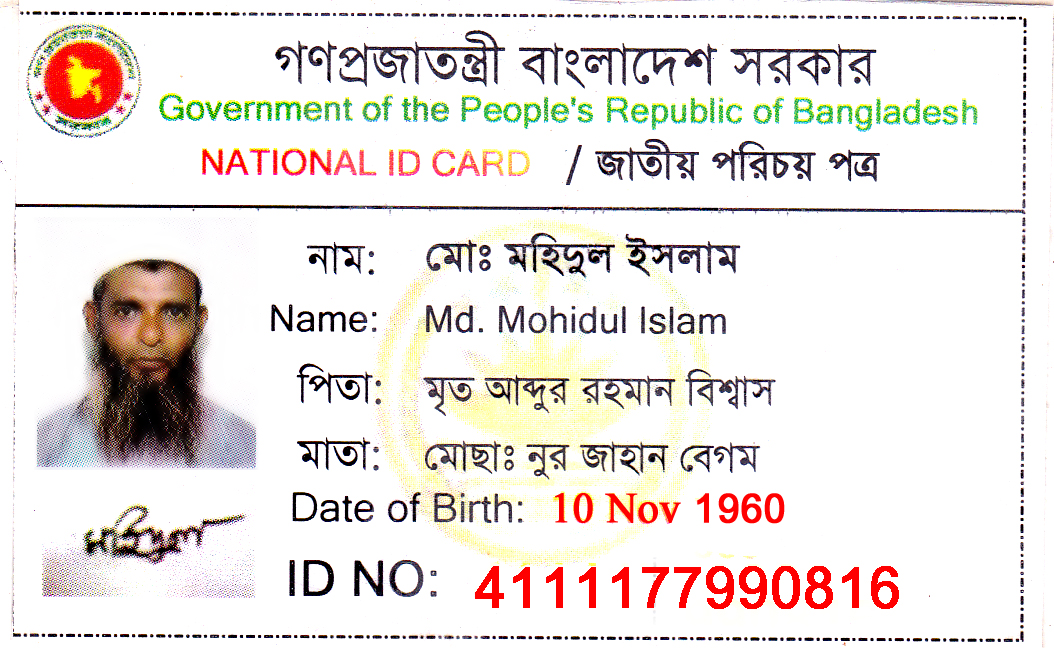 গণপ্রজাতন্ত্রী বাংলাদেশ সরকার
Government of the People's Republic of Bangladesh
NATIONAL ID CARD / জাতীয় পরিচয় পত্র
নাম: মোঃ মহিদুল ইসলাম
Name: Md. Mohidul Islam
পিতা: মৃত আব্দুর রহমান বিশ্বাস
মাতা: মোছাঃ নুর জাহান বেগম
Date of Birth: 10 Nov 1960
ID NO: 4111177990816
মহিদুল